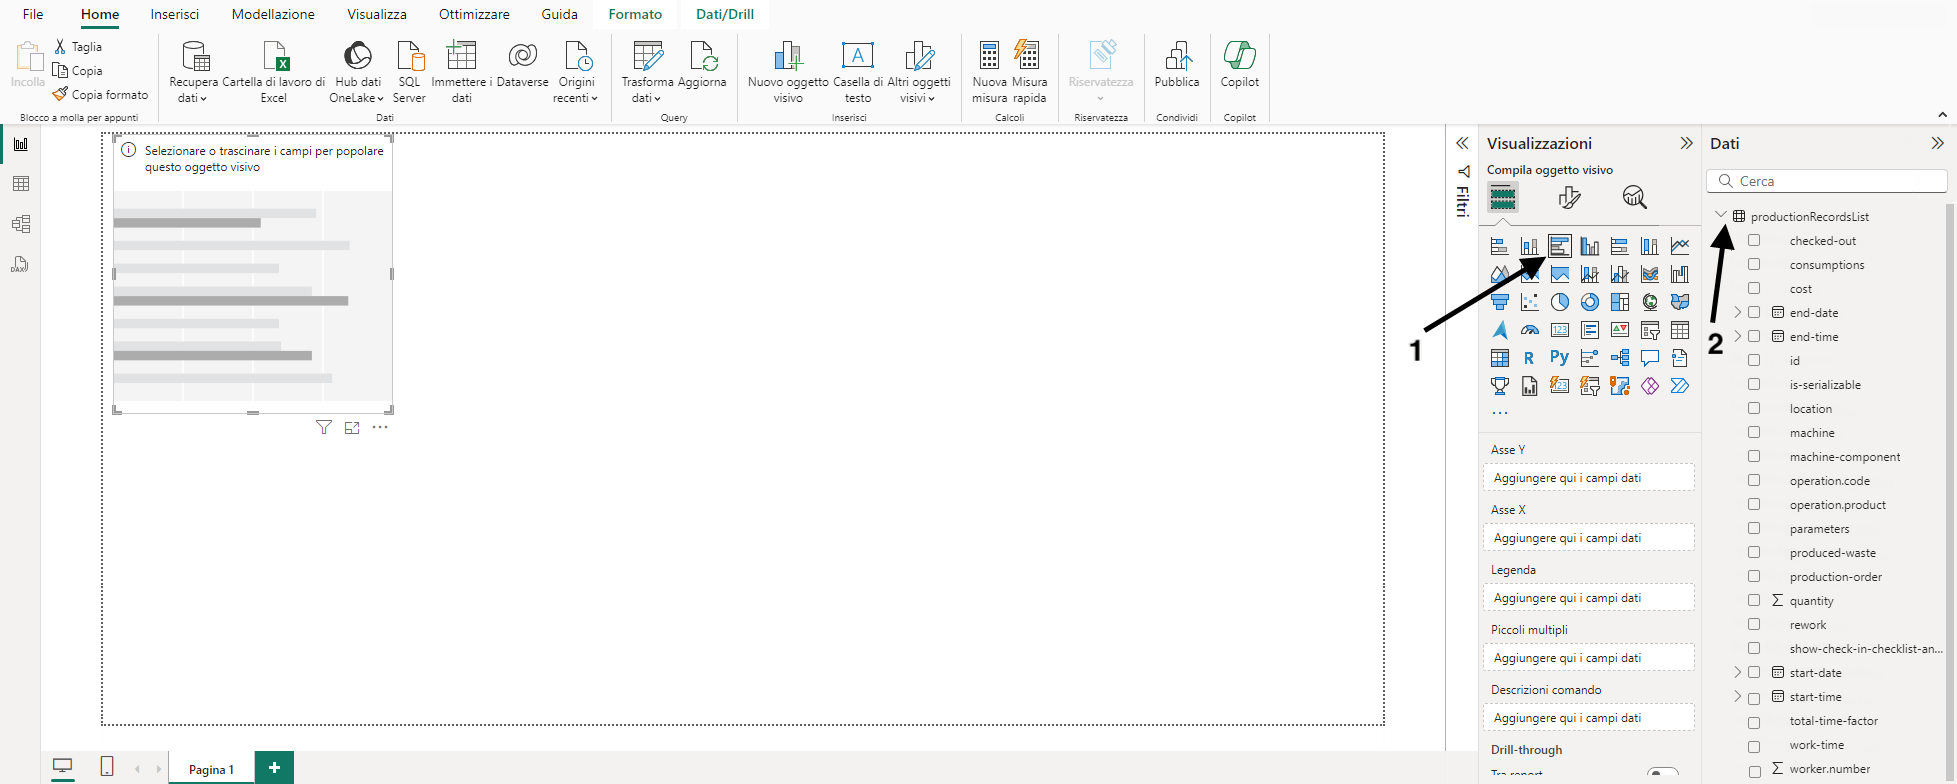 File Home Inserisci Modellazione Visualizza Ottimizzare Guida Formato Dati/Drill
Incolla
Taglia
Copia
Copia formato
Blocco a molla per appunti
Recupera dati
Cartella di lavoro di Excel
Hub dati OneLake
SQL Server
Immettere i dati
Dataverse
Origini recenti
Dati
Trasforma dati
Aggiorna
Query
Nuovo oggetto visivo
Casella di testo
Altri oggetti visivi
Inserisci
Nuova misura
Misura rapida
Calcoli
Riservatezza
Riservatezza
Pubblica
Condividi
Copilot
Copilot
Selezionare o trascinare i campi per popolare
questo oggetto visivo
Filtri
Visualizzazioni
Compila oggetto visivo
123
R
Py
123
...
1
Asse Y
Aggiungere qui i campi dati
Asse X
Aggiungere qui i campi dati
Legenda
Aggiungere qui i campi dati
Piccoli multipli
Aggiungere qui i campi dati
Descrizioni comando
Aggiungere qui i campi dati
Drill-through
Tra report
Dati
Cerca
productionRecordsList
checked-out
consumptions
cost
end-date
end-time
2
id
is-serializable
location
machine
machine-component
operation.code
operation.product
parameters
produced-waste
production-order
Σ quantity
rework
show-check-in-checklist-an...
start-date
start-time
total-time-factor
work-time
Σ worker.number
DAX
Pagina 1
+